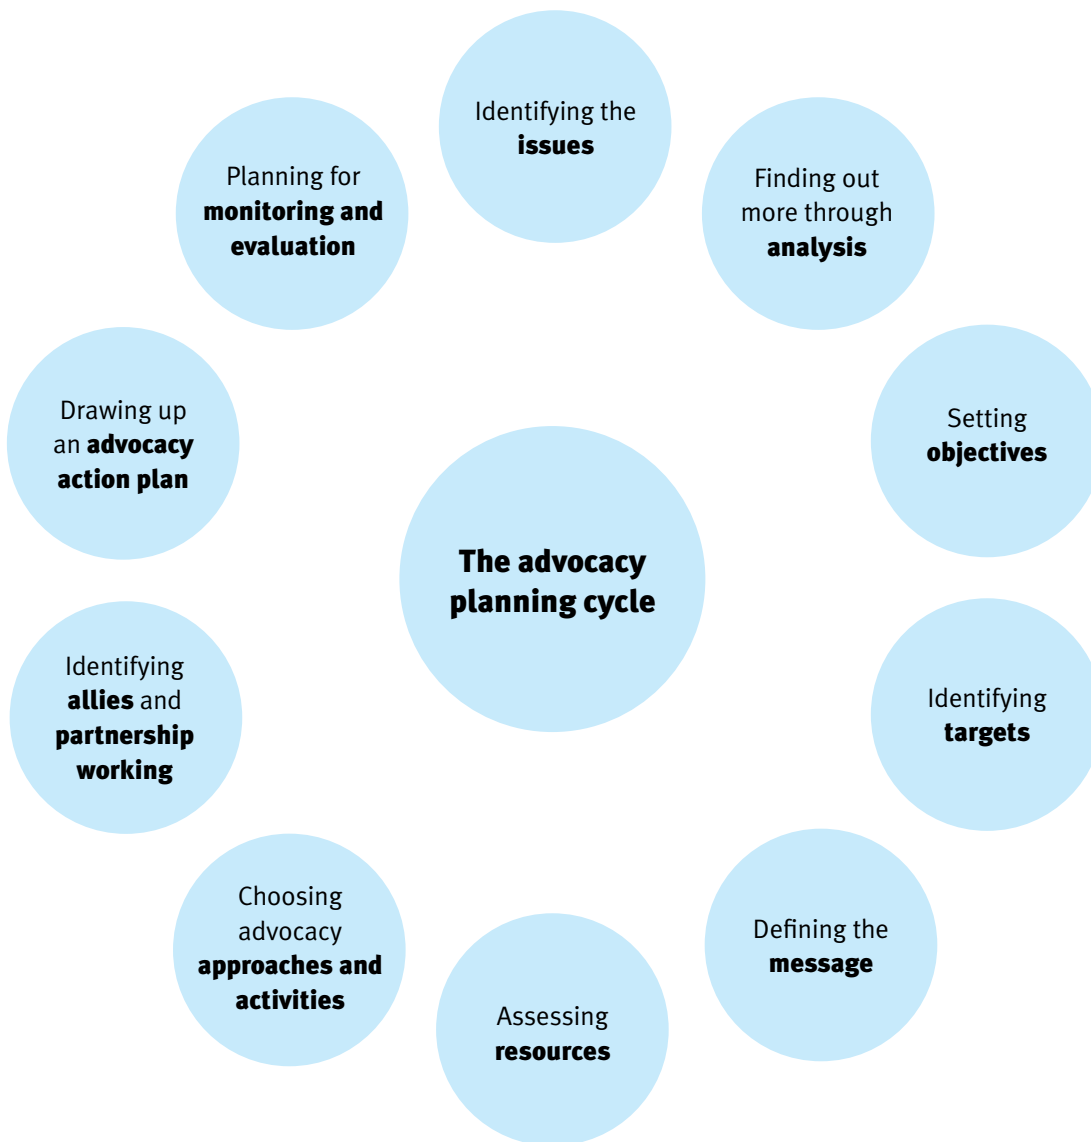 Identifying the
issues
Finding out
more through
analysis
Setting
objectives
Identifying
targets
Defining the
message
Assessing
resources
Choosing
advocacy
approaches and
activities
Identifying
allies and
partnership
working
Drawing up
an advocacy
action plan
Planning for
monitoring and
evaluation
The advocacy
planning cycle